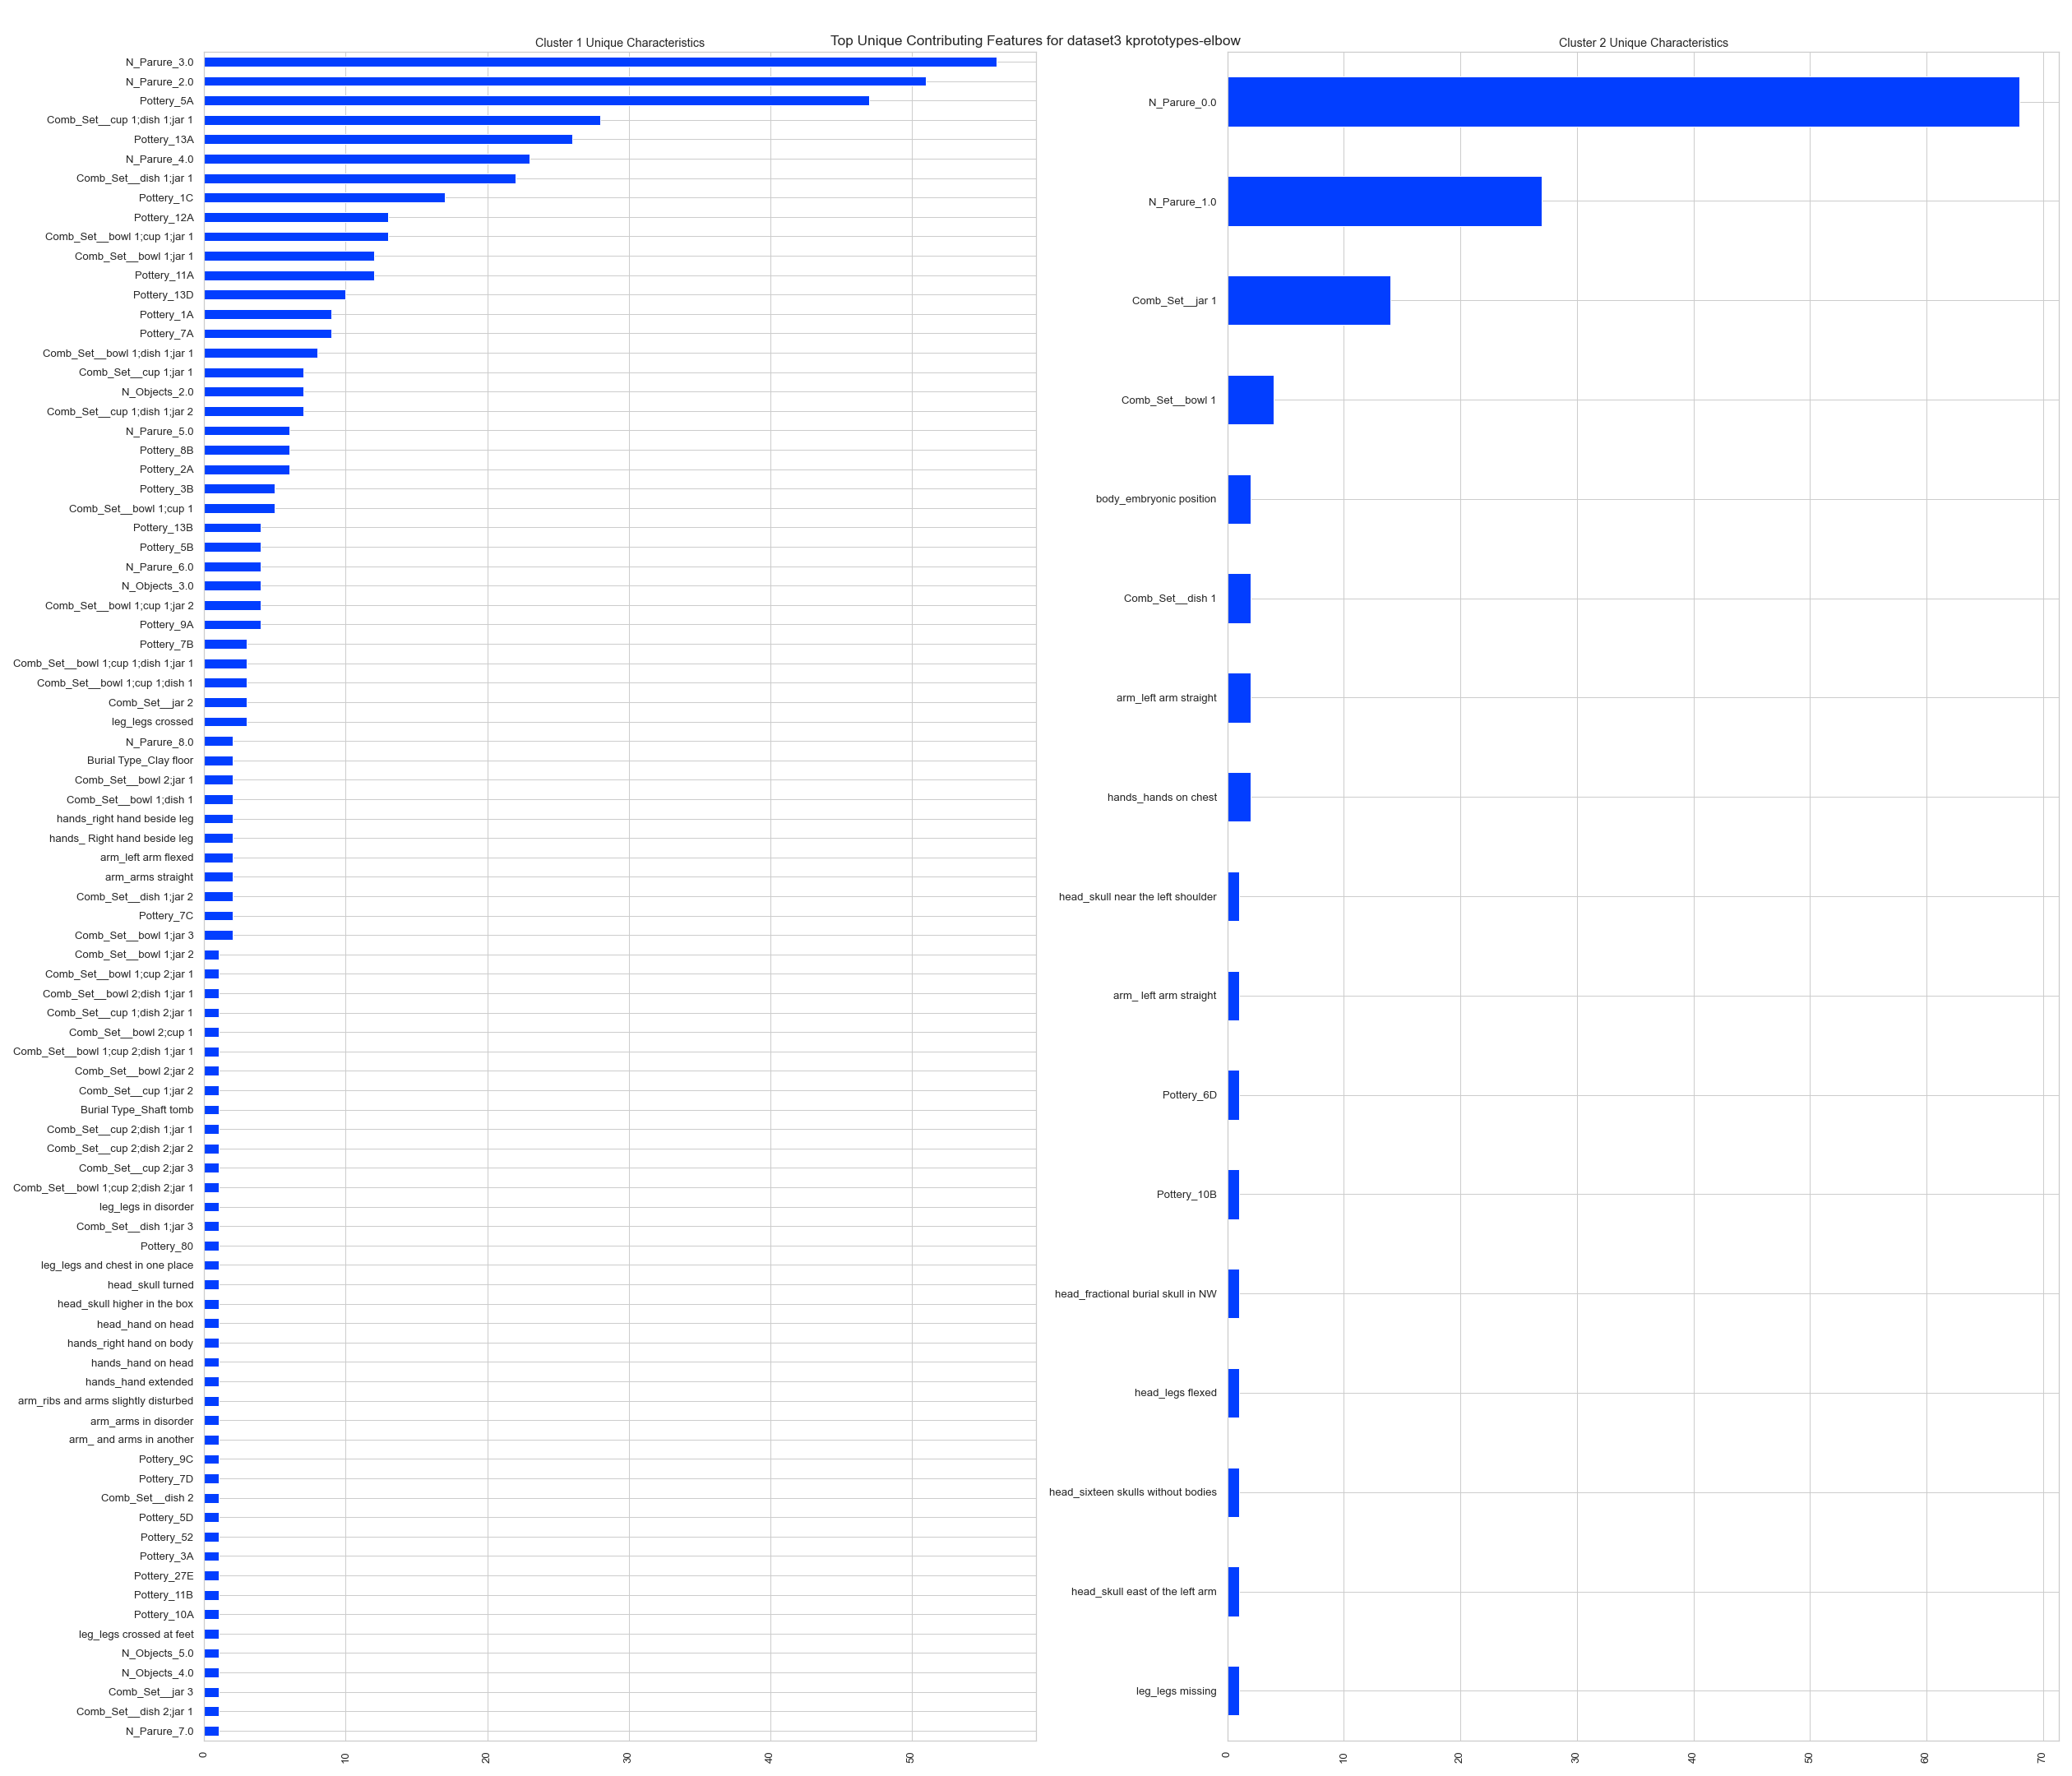 Top Unique Contributing Features for dataset3 kprototypes-elbow
Cluster 1 Unique Characteristics
N_Parure_3.0
N_Parure_2.0
Pottery_5A
Comb_Set__cup 1;dish 1;jar 1
Pottery_13A
N_Parure_4.0
Comb_Set__dish 1;jar 1
Pottery_1C
Pottery_12A
Comb_Set__bowl 1;cup 1;jar 1
Comb_Set__bowl 1;jar 1
Pottery_11A
Pottery_13D
Pottery_1A
Pottery_7A
Comb_Set__bowl 1;dish 1;jar 1
Comb_Set__cup 1;jar 1
N_Objects_2.0
Comb_Set__cup 1;dish 1;jar 2
N_Parure_5.0
Pottery_8B
Pottery_2A
Pottery_3B
Comb_Set__bowl 1;cup 1
Pottery_13B
Pottery_5B
N_Parure_6.0
N_Objects_3.0
Comb_Set__bowl 1;cup 1;jar 2
Pottery_9A
Pottery_7B
Comb_Set__bowl 1;cup 1;dish 1;jar 1
Comb_Set__bowl 1;cup 1;dish 1
Comb_Set__jar 2
leg_legs crossed
N_Parure_8.0
Burial Type_Clay floor
Comb_Set__bowl 2;jar 1
Comb_Set__bowl 1;dish 1
hands_right hand beside leg
hands_ Right hand beside leg
arm_left arm flexed
arm_arms straight
Comb_Set__dish 1;jar 2
Pottery_7C
Comb_Set__bowl 1;jar 3
Comb_Set__bowl 1;jar 2
Comb_Set__bowl 1;cup 2;jar 1
Comb_Set__bowl 2;dish 1;jar 1
Comb_Set__cup 1;dish 2;jar 1
Comb_Set__bowl 2;cup 1
Comb_Set__bowl 1;cup 2;dish 1;jar 1
Comb_Set__bowl 2;jar 2
Comb_Set__cup 1;jar 2
Burial Type_Shaft tomb
Comb_Set__cup 2;dish 1;jar 1
Comb_Set__cup 2;dish 2;jar 2
Comb_Set__cup 2;jar 3
Comb_Set__bowl 1;cup 2;dish 2;jar 1
leg_legs in disorder
Comb_Set__dish 1;jar 3
Pottery_80
leg_legs and chest in one place
head_skull turned
head_skull higher in the box
head_hand on head
hands_right hand on body
hands_hand on head
hands_hand extended
arm_ribs and arms slightly disturbed
arm_arms in disorder
arm_ and arms in another
Pottery_9C
Pottery_7D
Comb_Set__dish 2
Pottery_5D
Pottery_52
Pottery_3A
Pottery_27E
Pottery_11B
Pottery_10A
leg_legs crossed at feet
N_Objects_5.0
N_Objects_4.0
Comb_Set__jar 3
Comb_Set__dish 2;jar 1
N_Parure_7.0
0
10
20
30
40
50
Cluster 2 Unique Characteristics
N_Parure_0.0
N_Parure_1.0
Comb_Set__jar 1
Comb_Set__bowl 1
body_embryonic position
Comb_Set__dish 1
arm_left arm straight
hands_hands on chest
head_skull near the left shoulder
arm_ left arm straight
Pottery_6D
Pottery_10B
head_fractional burial skull in NW
head_legs flexed
head_sixteen skulls without bodies
head_skull east of the left arm
leg_legs missing
0
10
20
30
40
50
60
70